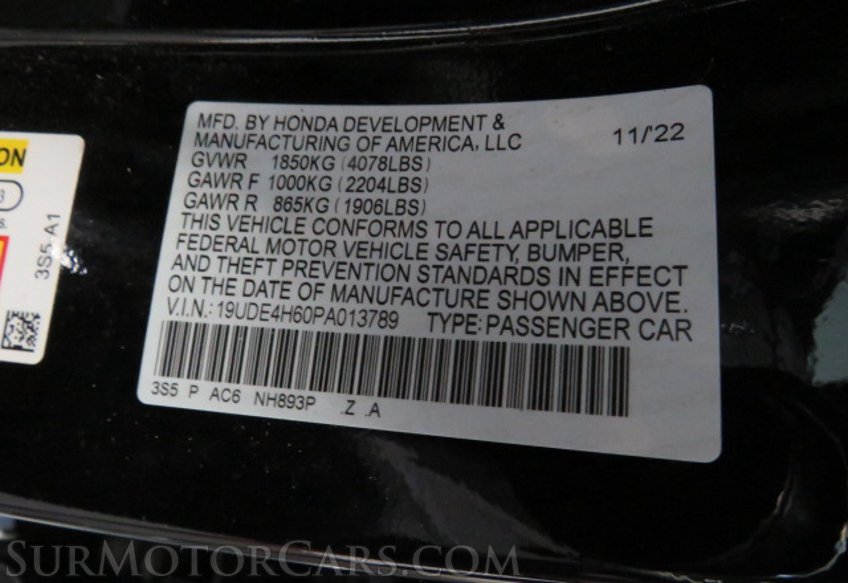 MFD. BY HONDA DEVELOPMENT &
MANUFACTURING OF AMERICA, LLC 11/'22
GVWR 1850KG (4078LBS)
GAWR F 1000KG (2204LBS)
GAWR R 865KG (1906LBS)
THIS VEHICLE CONFORMS TO ALL APPLICABLE
FEDERAL MOTOR VEHICLE SAFETY, BUMPER,
AND THEFT PREVENTION STANDARDS IN EFFECT
ON THE DATE OF MANUFACTURE SHOWN ABOVE.
V.I.N.: 19UDE4H60PA013789 TYPE: PASSENGER CAR
3S5 P AC6 NH893P .Z .A
ON
3
s.
3S5 A1
SURMOTORCARS.COM